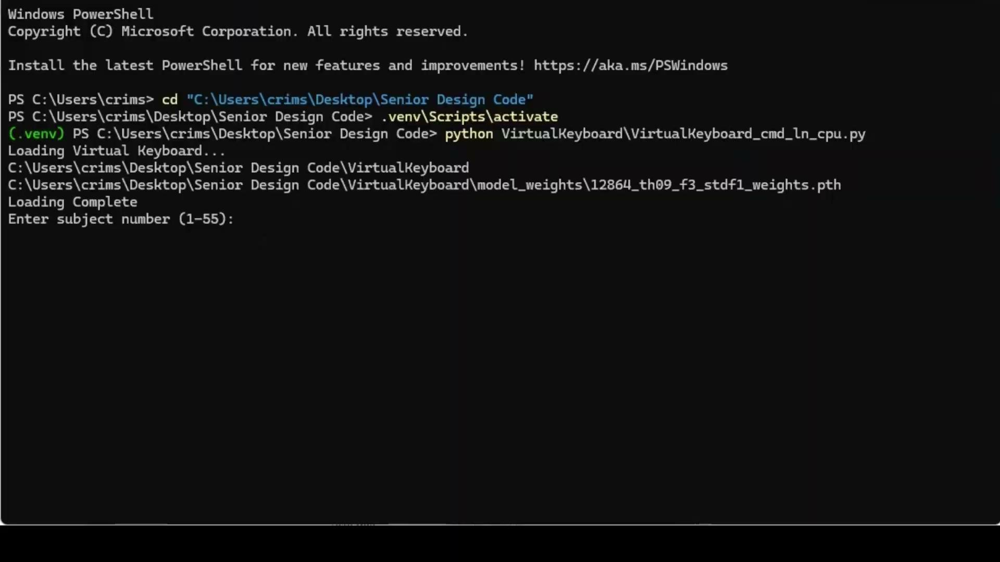 Windows PowerShell
Copyright (C) Microsoft Corporation. All rights reserved.
Install the latest PowerShell for new features and improvements! https://aka.ms/PSWindows
PS C:\Users\crims> cd "C:\Users\crims\Desktop\Senior Design Code"
PS C:\Users\crims\Desktop\Senior Design Code> .venv\Scripts\activate
(.venv) PS C:\Users\crims\Desktop\Senior Design Code> python VirtualKeyboard\VirtualKeyboard_cmd_ln_cpu.py
Loading Virtual Keyboard...
C:\Users\crims\Desktop\Senior Design Code\VirtualKeyboard
C:\Users\crims\Desktop\Senior Design Code\VirtualKeyboard\model_weights\12864_th09_f3_stdf1_weights.pth
Loading Complete
Enter subject number (1-55):